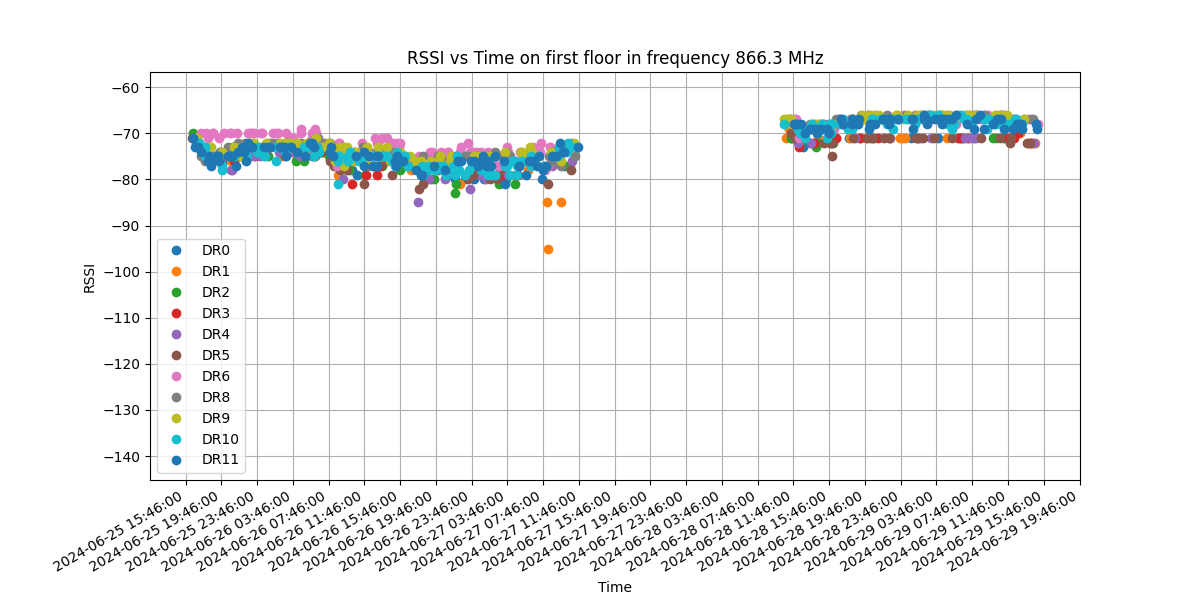 RSSI vs Time on first floor in frequency 866.3 MHz
RSSI
−60
−70
−80
−90
−100
−110
−120
−130
−140
DR0
DR1
DR2
DR3
DR4
DR5
DR6
DR8
DR9
DR10
DR11
2024-06-25 15:46:00
2024-06-25 19:46:00
2024-06-25 23:46:00
2024-06-26 03:46:00
2024-06-26 07:46:00
2024-06-26 11:46:00
2024-06-26 15:46:00
2024-06-26 19:46:00
2024-06-26 23:46:00
2024-06-27 03:46:00
2024-06-27 07:46:00
2024-06-27 11:46:00
2024-06-27 15:46:00
2024-06-27 19:46:00
2024-06-27 23:46:00
2024-06-28 03:46:00
2024-06-28 07:46:00
2024-06-28 11:46:00
2024-06-28 15:46:00
2024-06-28 19:46:00
2024-06-28 23:46:00
2024-06-29 03:46:00
2024-06-29 07:46:00
2024-06-29 11:46:00
2024-06-29 15:46:00
2024-06-29 19:46:00
Time